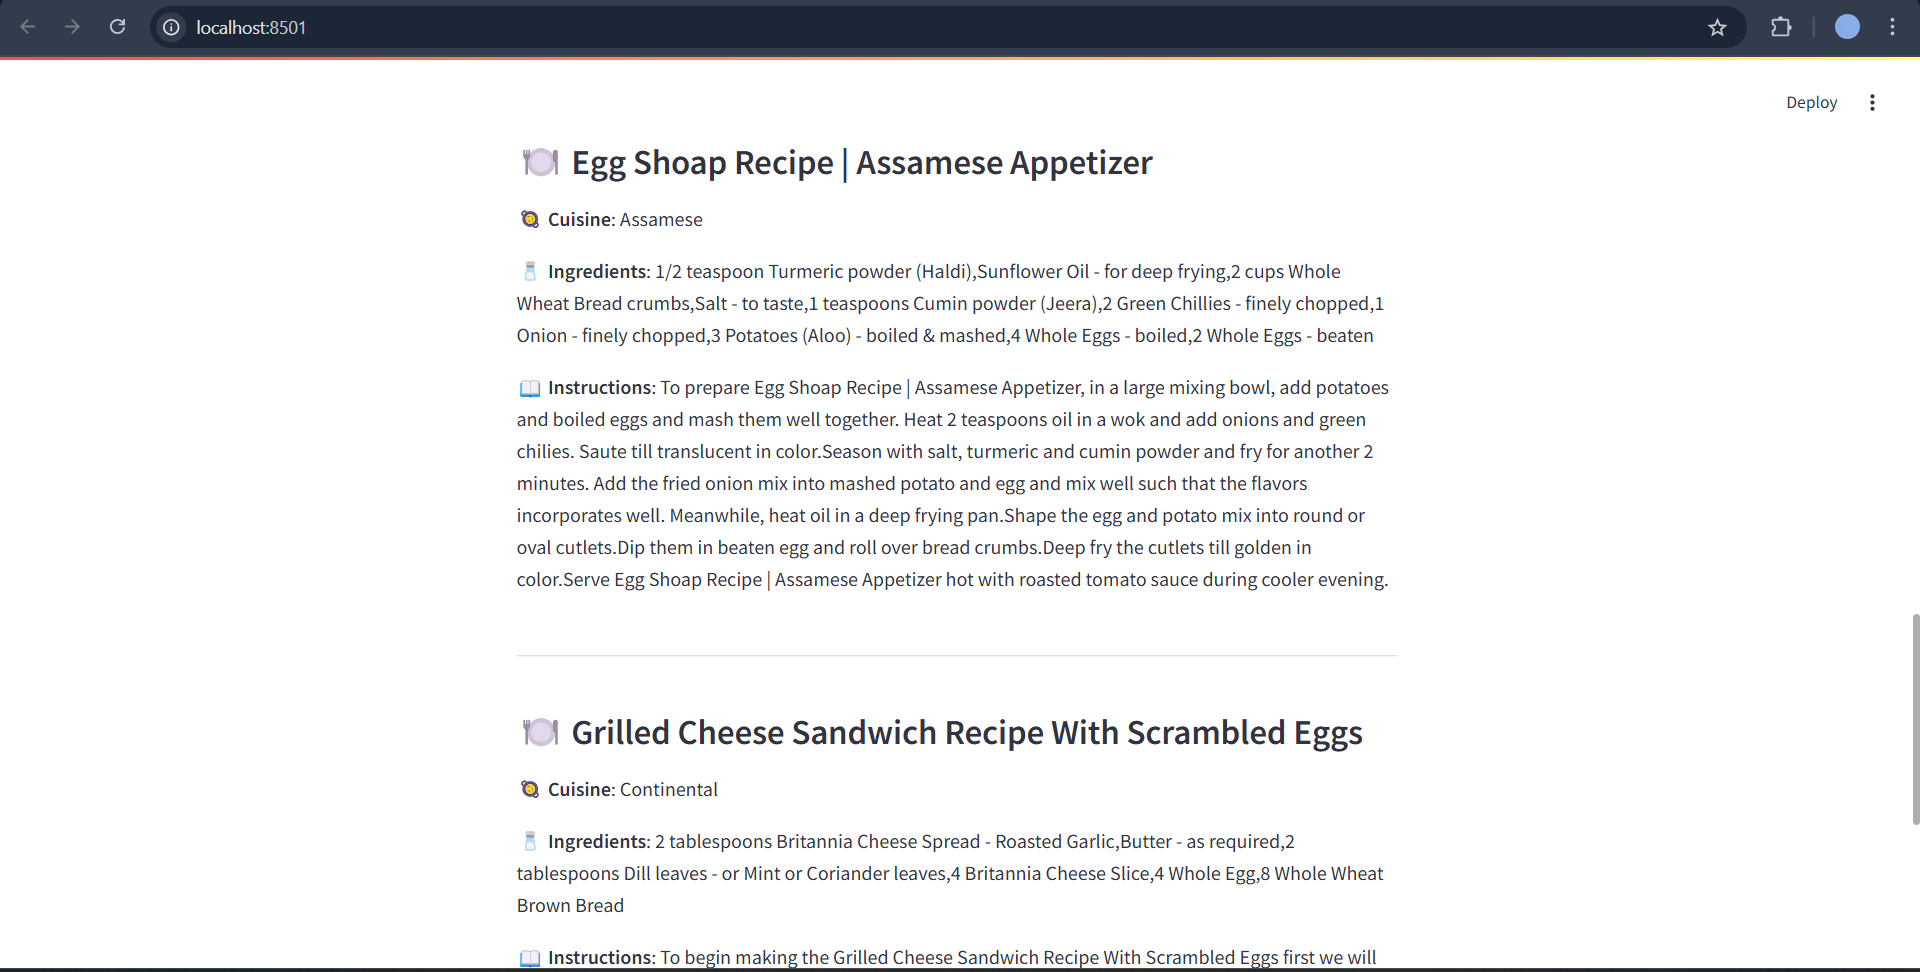 localhost:8501
Deploy
Egg Shoap Recipe | Assamese Appetizer
Cuisine: Assamese
Ingredients: 1/2 teaspoon Turmeric powder (Haldi),Sunflower Oil - for deep frying,2 cups Whole
Wheat Bread crumbs,Salt - to taste,1 teaspoons Cumin powder (Jeera),2 Green Chillies - finely chopped,1
Onion - finely chopped,3 Potatoes (Aloo) - boiled & mashed,4 Whole Eggs - boiled,2 Whole Eggs - beaten
Instructions: To prepare Egg Shoap Recipe | Assamese Appetizer, in a large mixing bowl, add potatoes
and boiled eggs and mash them well together. Heat 2 teaspoons oil in a wok and add onions and green
chilies. Saute till translucent in color.Season with salt, turmeric and cumin powder and fry for another 2
minutes. Add the fried onion mix into mashed potato and egg and mix well such that the flavors
incorporates well. Meanwhile, heat oil in a deep frying pan.Shape the egg and potato mix into round or
oval cutlets.Dip them in beaten egg and roll over bread crumbs.Deep fry the cutlets till golden in
color.Serve Egg Shoap Recipe | Assamese Appetizer hot with roasted tomato sauce during cooler evening.
Grilled Cheese Sandwich Recipe With Scrambled Eggs
Cuisine: Continental
Ingredients: 2 tablespoons Britannia Cheese Spread - Roasted Garlic,Butter - as required,2
tablespoons Dill leaves - or Mint or Coriander leaves,4 Britannia Cheese Slice,4 Whole Egg,8 Whole Wheat
Brown Bread
Instructions: To begin making the Grilled Cheese Sandwich Recipe With Scrambled Eggs first we will